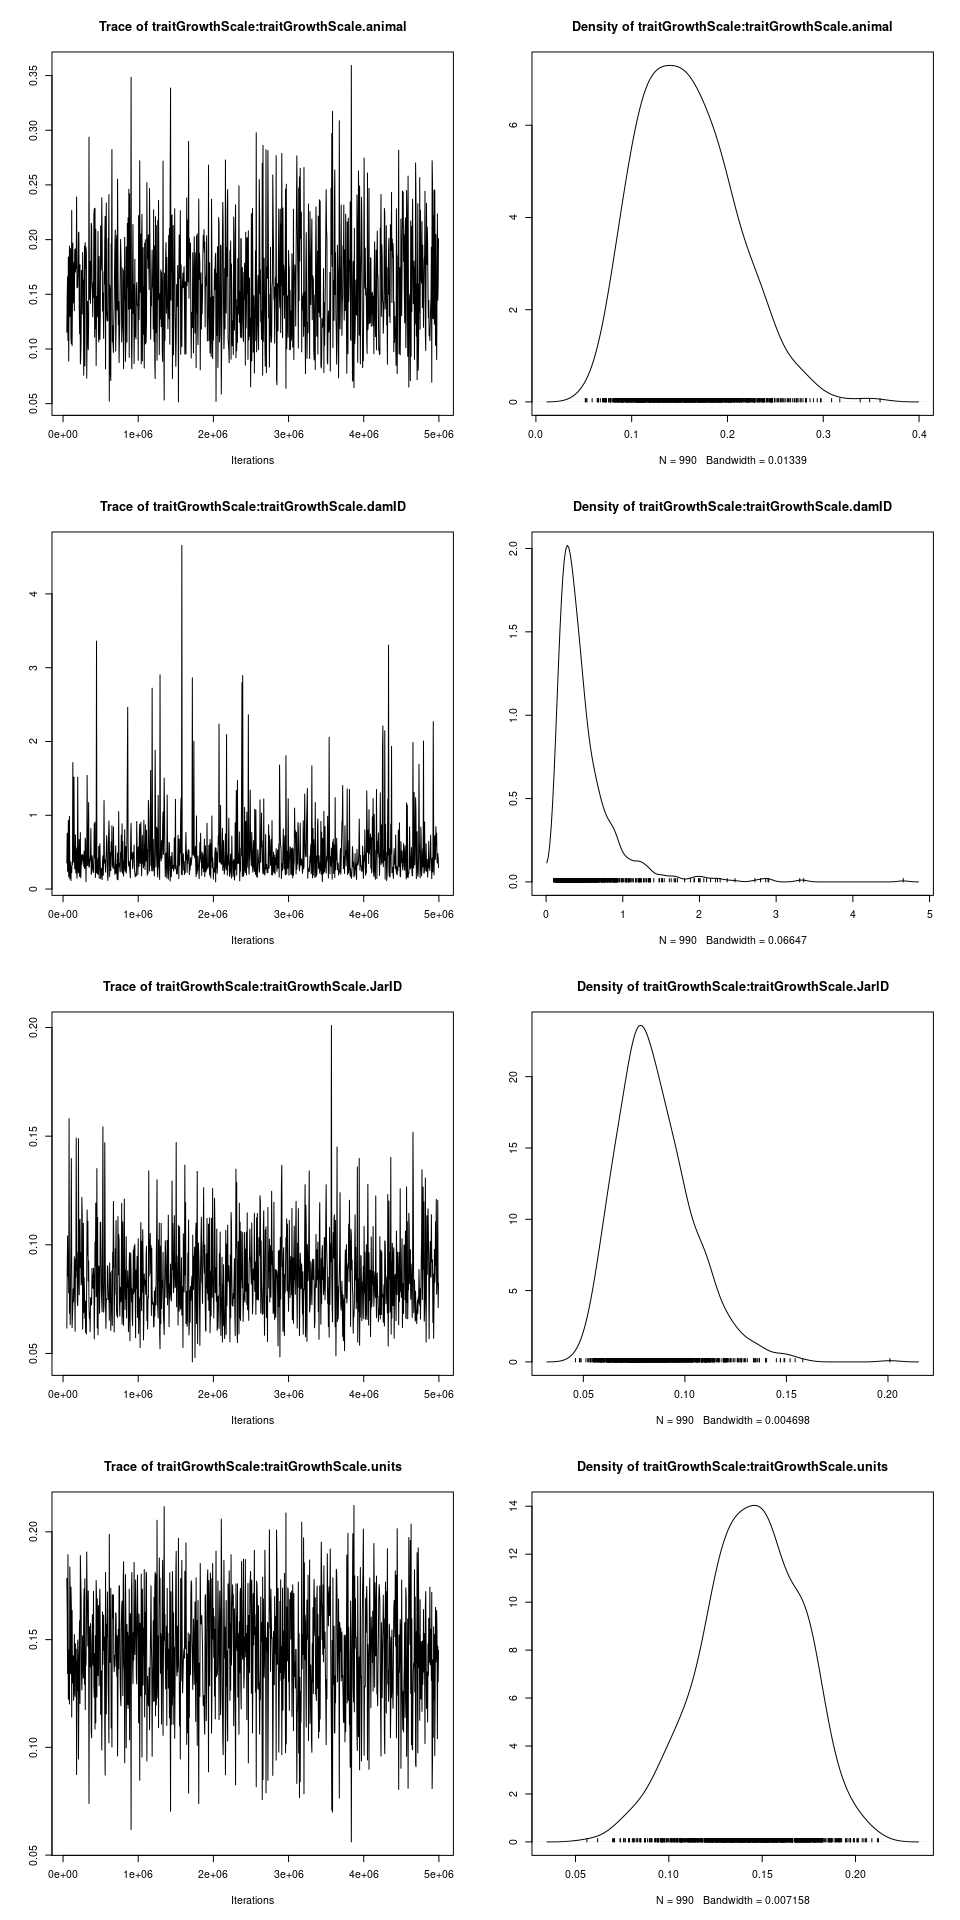 Trace of traitGrowthScale:traitGrowthScale.animal
0.35
0.30
0.25
0.20
0.15
0.10
0.05
0e+00 1e+06 2e+06 3e+06 4e+06 5e+06
Iterations
Density of traitGrowthScale:traitGrowthScale.animal
6
4
2
0
0.0 0.1 0.2 0.3 0.4
N = 990 Bandwidth = 0.01339
Trace of traitGrowthScale:traitGrowthScale.damID
4
3
2
1
0
0e+00 1e+06 2e+06 3e+06 4e+06 5e+06
Iterations
Density of traitGrowthScale:traitGrowthScale.damID
2.0
1.5
1.0
0.5
0.0
0 1 2 3 4 5
N = 990 Bandwidth = 0.06647
Trace of traitGrowthScale:traitGrowthScale.JarID
0.20
0.15
0.10
0.05
0e+00 1e+06 2e+06 3e+06 4e+06 5e+06
Iterations
Density of traitGrowthScale:traitGrowthScale.JarID
20
15
10
5
0
0.05 0.10 0.15 0.20
N = 990 Bandwidth = 0.004698
Trace of traitGrowthScale:traitGrowthScale.units
0.20
0.15
0.10
0.05
0e+00 1e+06 2e+06 3e+06 4e+06 5e+06
Iterations
Density of traitGrowthScale:traitGrowthScale.units
14
12
10
8
6
4
2
0
0.05 0.10 0.15 0.20
N = 990 Bandwidth = 0.007158